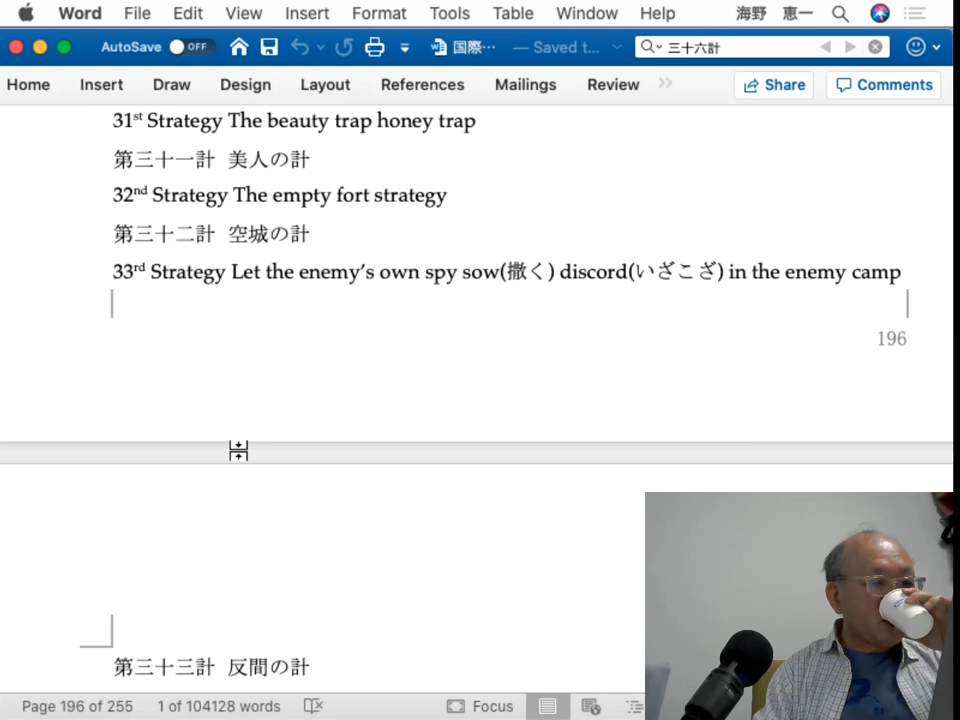 Word File Edit View Insert Format Tools Table Window Help 海野 恵一
AutoSave OFF 国際… — Saved t… 三十六計
Home Insert Draw Design Layout References Mailings Review Share Comments
31st Strategy The beauty trap honey trap
第三十一計 美人の計
32nd Strategy The empty fort strategy
第三十二計 空城の計
33rd Strategy Let the enemy's own spy sow(撒く) discord(いざこざ) in the enemy camp
196
第三十三計 反間の計
Page 196 of 255 1 of 104128 words Focus